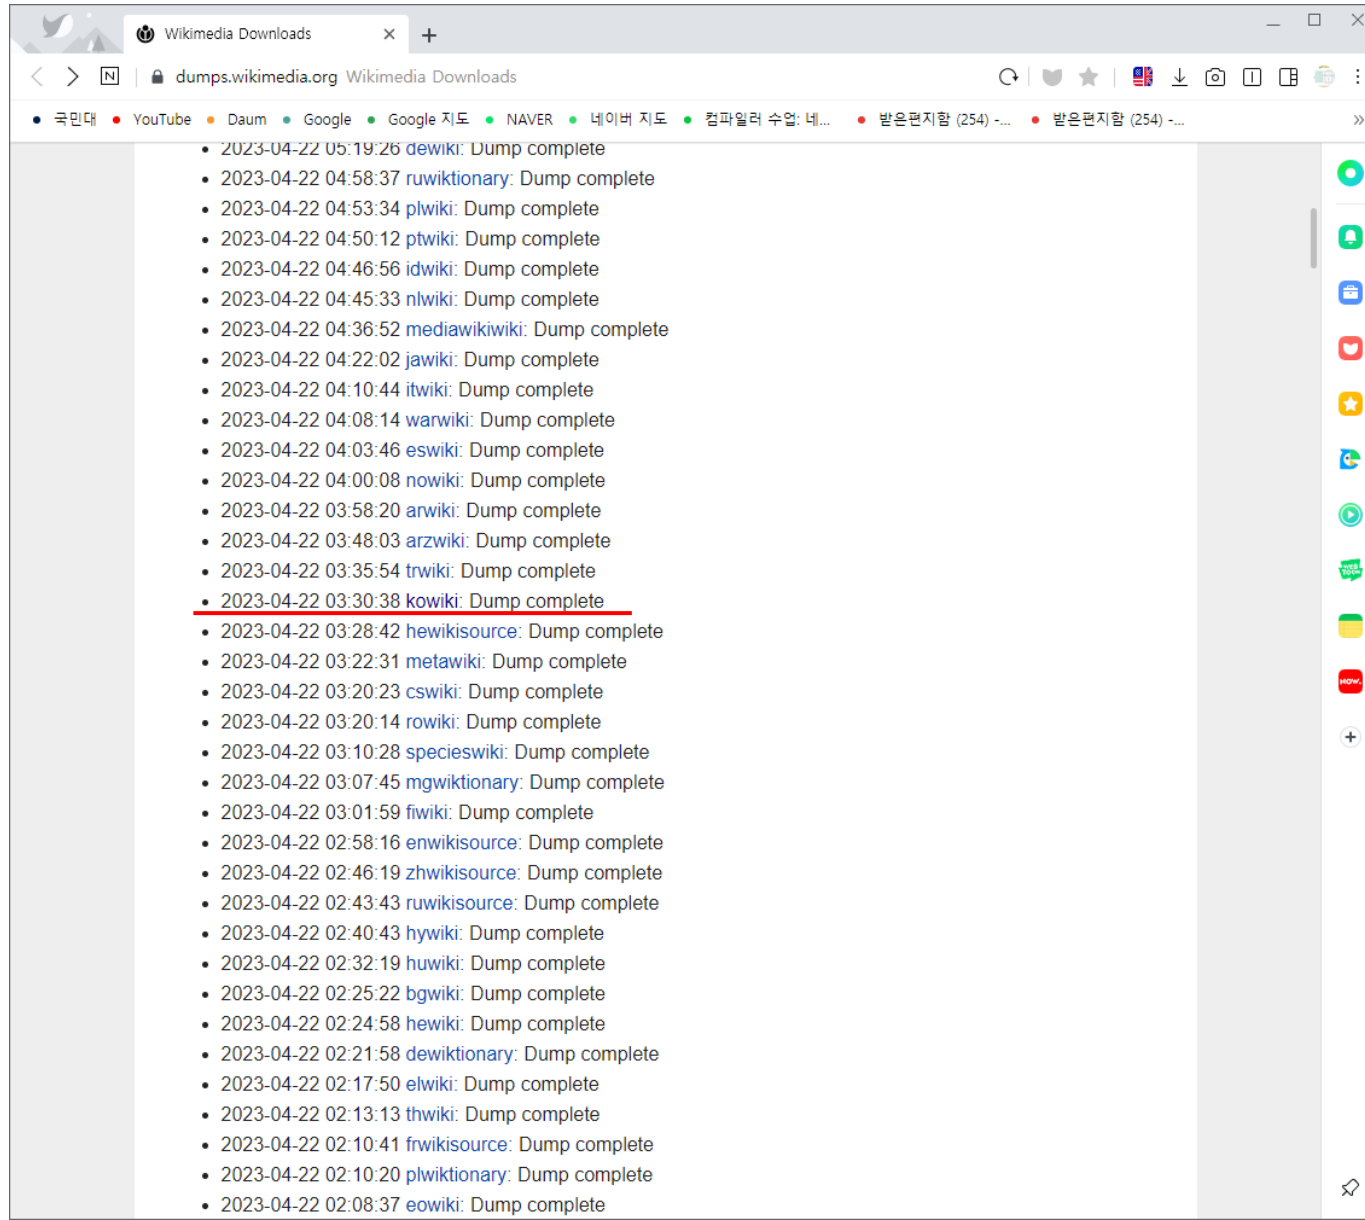 Wikimedia Downloads
dumps.wikimedia.org Wikimedia Downloads
국민대 YouTube Daum Google Google 지도 NAVER 네이버 지도 컴파일러 수업: 네... 받은편지함 (254) -... 받은편지함 (254) -...
2023-04-22 05:19:26 dewiki: Dump complete
2023-04-22 04:58:37 ruwiktionary: Dump complete
2023-04-22 04:53:34 plwiki: Dump complete
2023-04-22 04:50:12 ptwiki: Dump complete
2023-04-22 04:46:56 idwiki: Dump complete
2023-04-22 04:45:33 nlwiki: Dump complete
2023-04-22 04:36:52 mediawikiwiki: Dump complete
2023-04-22 04:22:02 jawiki: Dump complete
2023-04-22 04:10:44 itwiki: Dump complete
2023-04-22 04:08:14 warwiki: Dump complete
2023-04-22 04:03:46 eswiki: Dump complete
2023-04-22 04:00:08 nowiki: Dump complete
2023-04-22 03:58:20 arwiki: Dump complete
2023-04-22 03:48:03 arzwiki: Dump complete
2023-04-22 03:35:54 trwiki: Dump complete
2023-04-22 03:30:38 kowiki: Dump complete
2023-04-22 03:28:42 hewikisource: Dump complete
2023-04-22 03:22:31 metawiki: Dump complete
2023-04-22 03:20:23 cswiki: Dump complete
2023-04-22 03:20:14 rowiki: Dump complete
2023-04-22 03:10:28 specieswiki: Dump complete
2023-04-22 03:07:45 mgwiktionary: Dump complete
2023-04-22 03:01:59 fiwiki: Dump complete
2023-04-22 02:58:16 enwikisource: Dump complete
2023-04-22 02:46:19 zhwikisource: Dump complete
2023-04-22 02:43:43 ruwikisource: Dump complete
2023-04-22 02:40:43 hywiki: Dump complete
2023-04-22 02:32:19 huwiki: Dump complete
2023-04-22 02:25:22 bgwiki: Dump complete
2023-04-22 02:24:58 hewiki: Dump complete
2023-04-22 02:21:58 dewiktionary: Dump complete
2023-04-22 02:17:50 elwiki: Dump complete
2023-04-22 02:13:13 thwiki: Dump complete
2023-04-22 02:10:41 frwikisource: Dump complete
2023-04-22 02:10:20 plwiktionary: Dump complete
2023-04-22 02:08:37 eowiki: Dump complete
WEB
TOON
NOW.